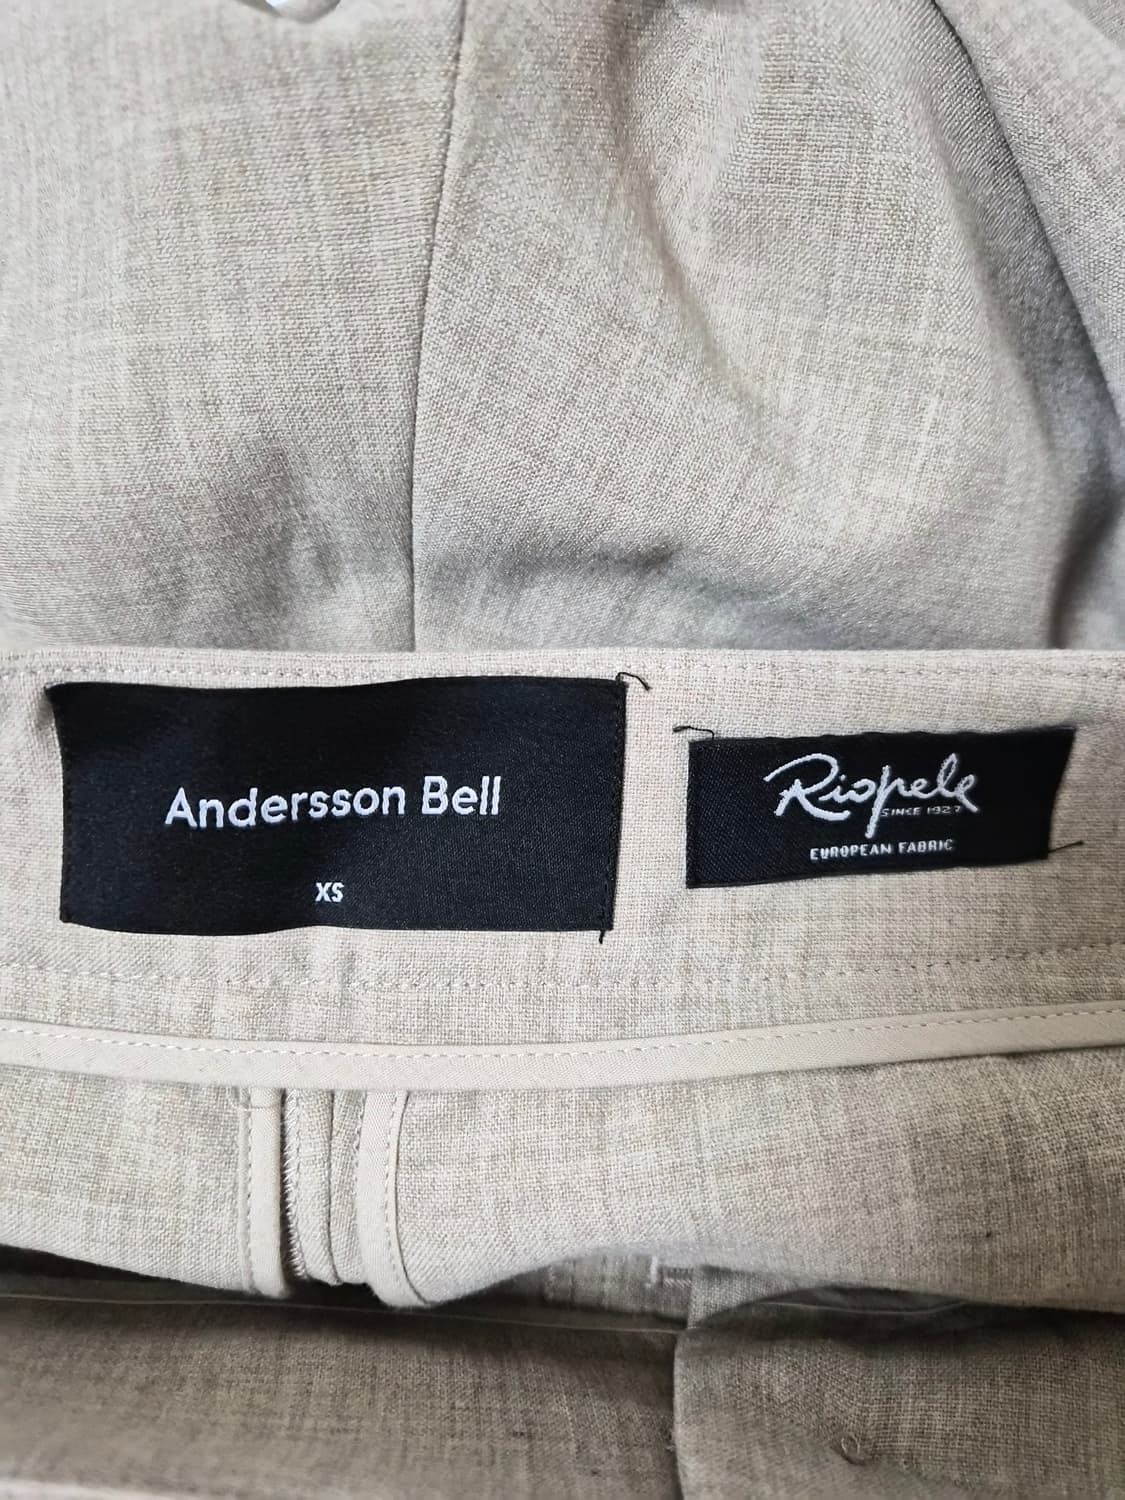 Andersson Bell
XS
Riopele
SINCE 1927
EUROPEAN FABRIC